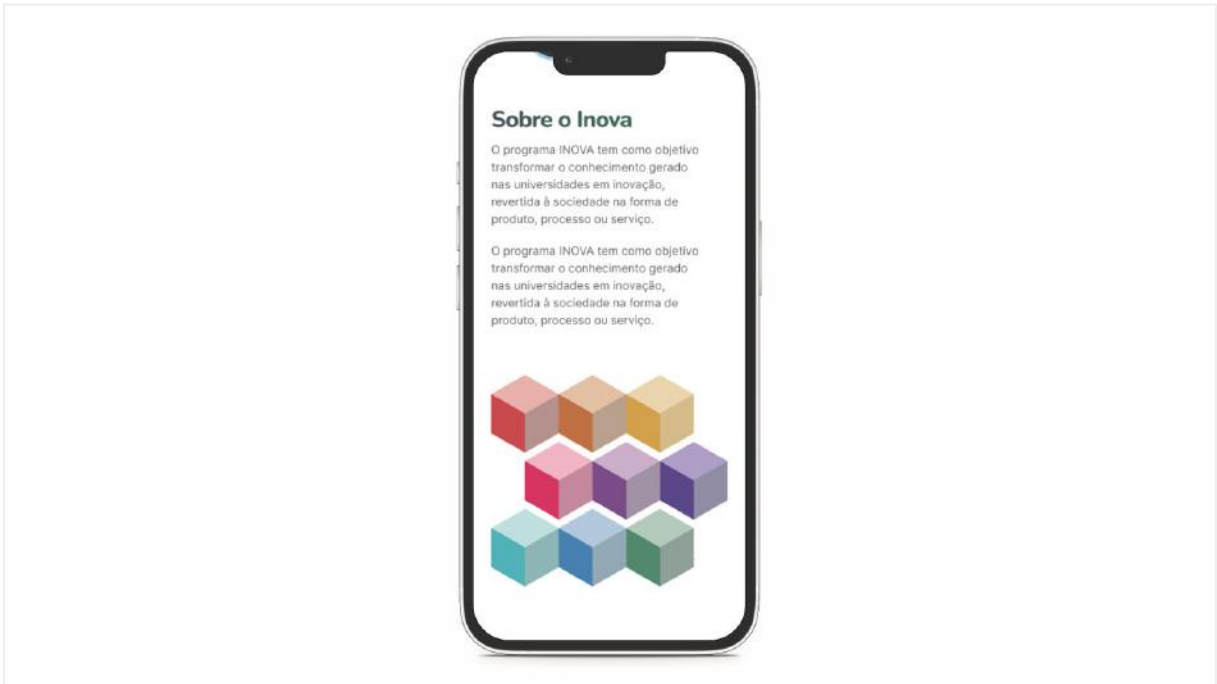 Sobre o Inova
O programa INOVA tem como objetivo
transformar o conhecimento gerado
nas universidades em inovação,
revertida à sociedade na forma de
produto, processo ou serviço.
O programa INOVA tem como objetivo
transformar o conhecimento gerado
nas universidades em inovação,
revertida à sociedade na forma de
produto, processo ou serviço.